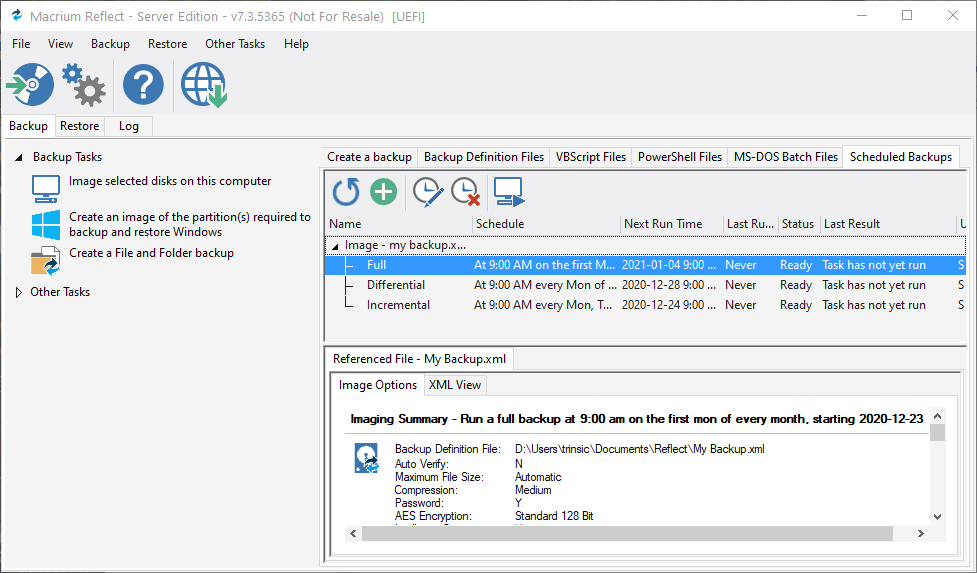 Macrium Reflect - Server Edition - v7.3.5365 (Not For Resale) [UEFI]
File View Backup Restore Other Tasks Help
Backup Restore Log
Backup Tasks
Image selected disks on this computer
Create an image of the partition(s) required to
backup and restore Windows
Create a File and Folder backup
Other Tasks
Create a backup Backup Definition Files VBScript Files PowerShell Files MS-DOS Batch Files Scheduled Backups
Name Schedule Next Run Time Last Ru... Status Last Result U
Image - my backup.x...
Full At 9:00 AM on the first M... 2021-01-04 9:00 ... Never Ready Task has not yet run S
Differential At 9:00 AM every Mon of ... 2020-12-28 9:00 ... Never Ready Task has not yet run S
Incremental At 9:00 AM every Mon, T... 2020-12-24 9:00 ... Never Ready Task has not yet run S
Referenced File - My Backup.xml
Image Options XML View
Imaging Summary - Run a full backup at 9:00 am on the first mon of every month, starting 2020-12-23
Backup Definition File: D:\Users\trinsic\Documents\Reflect\My Backup.xml
Auto Verify: N
Maximum File Size: Automatic
Compression: Medium
Password: Y
AES Encryption: Standard 128 Bit